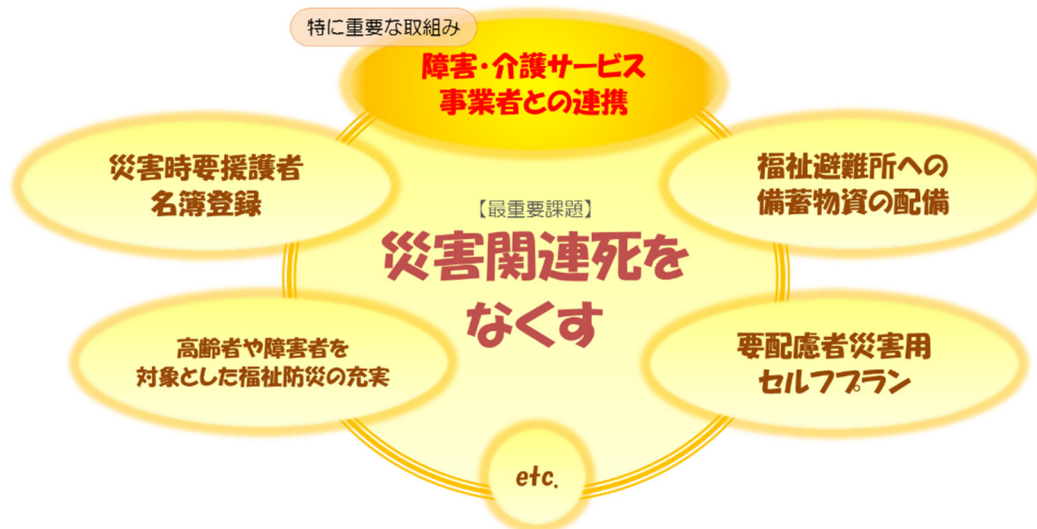 特に重要な取組み
障害・介護サービス
事業者との連携
災害時要援護者
名簿登録
福祉避難所への
備蓄物資の配備
【最重要課題】
災害関連死を
なくす
高齢者や障害者を
対象とした福祉防災の充実
要配慮者災害用
セルフプラン
etc.